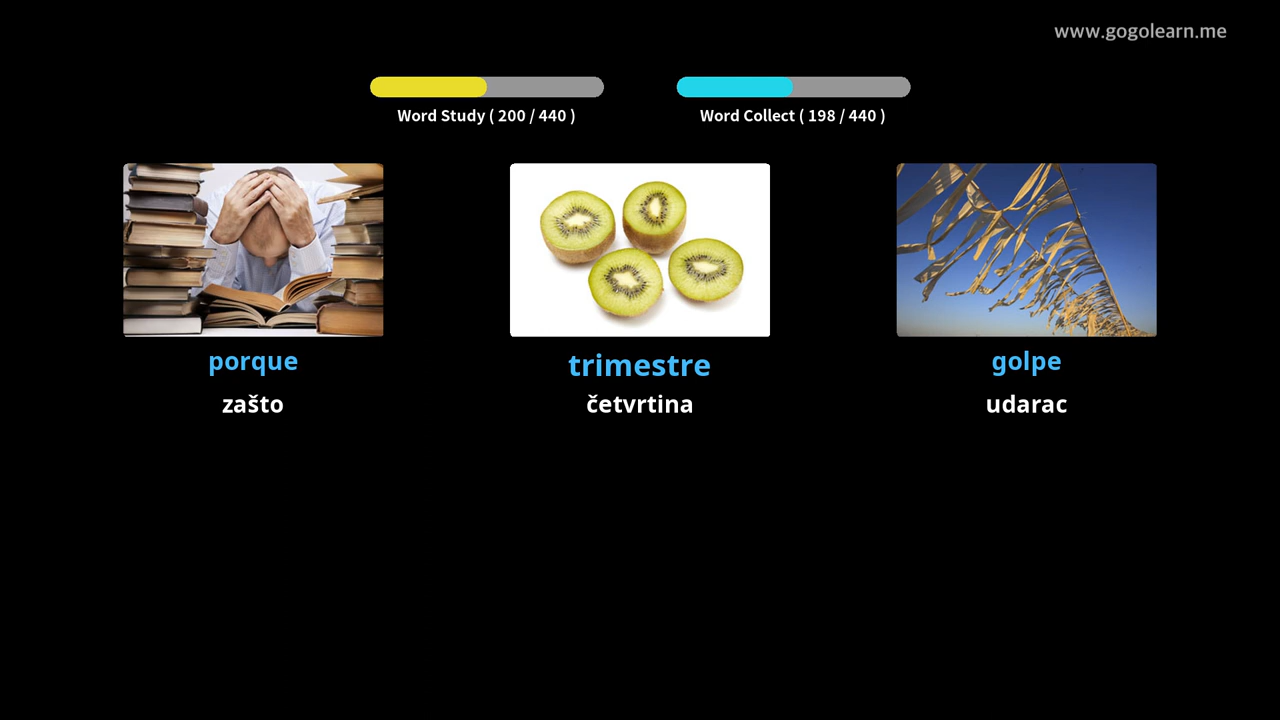 www.gogolearn.me
Word Study ( 200 / 440 )
Word Collect ( 198 / 440 )
porque
zašto
trimestre
četvrtina
golpe
udarac